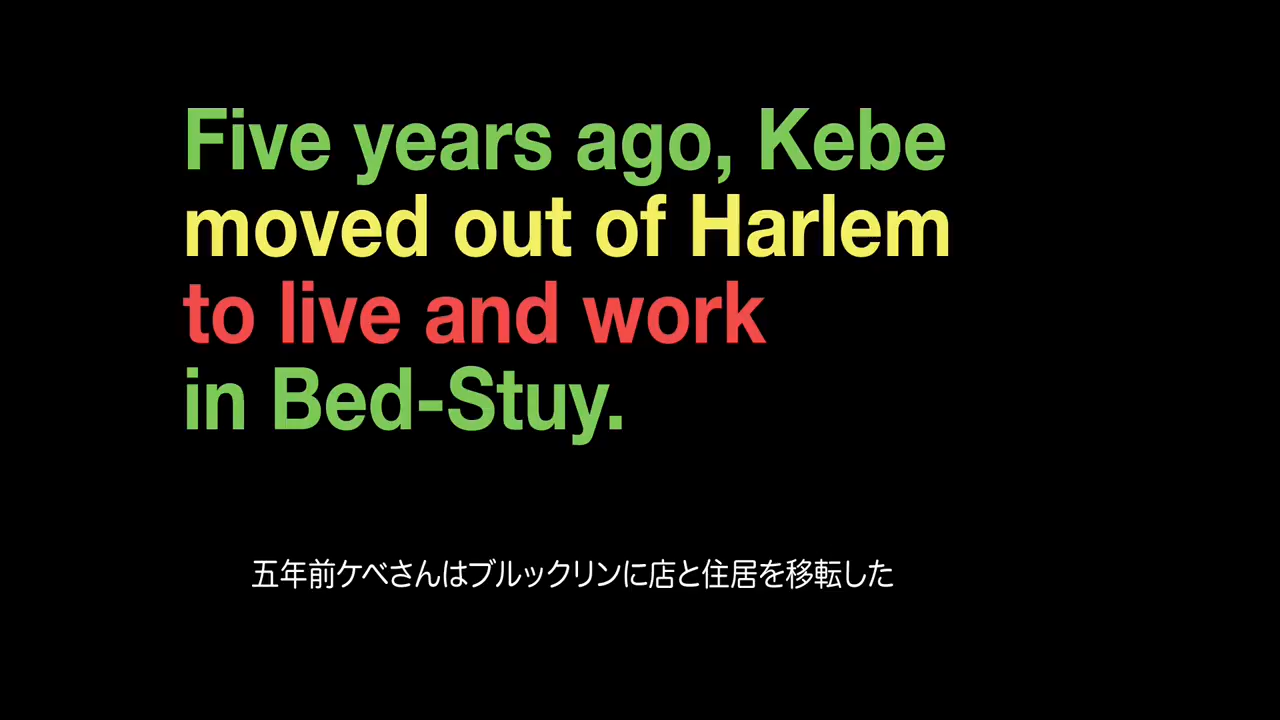 Five years ago, Kebe
moved out of Harlem
to live and work
in Bed-Stuy.
五年前ケベさんはブルックリンに店と住居を移転した